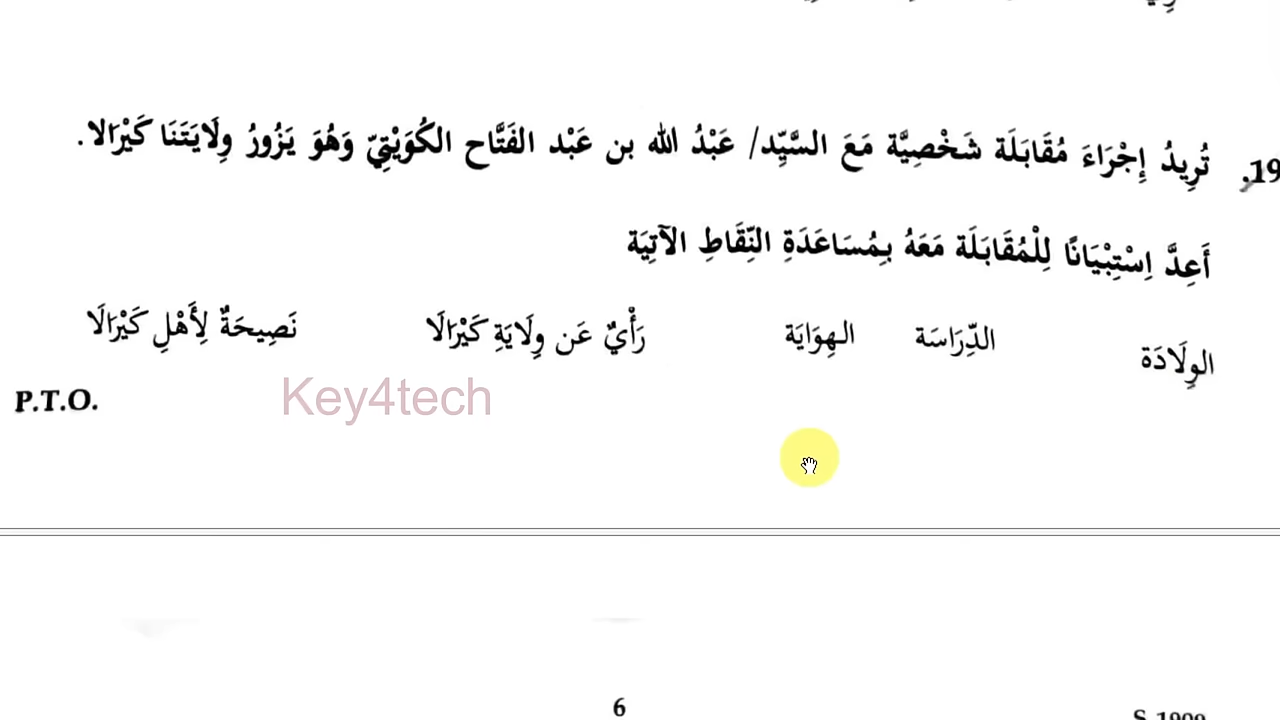 19. تُرِيدُ إِجْرَاءَ مُقَابَلَة شَخْصِيَّة مَعَ السَّيِّد/ عَبْدُ الله بن عَبْد الفَتَّاح الكُوَيْتِيّ وَهُوَ يَزُورُ وِلَايَتَنَا كَيْرَالا.
أَعِدَّ اِسْتِبْيَانًا لِلْمُقَابَلَة مَعَهُ بِمُسَاعَدَةِ النِّقَاطِ الآتِيَة
الوِلَادَة الدِّرَاسَة الهِوَايَة رَأْيٌ عَن وِلَايَةِ كَيْرَالَا نَصِيحَةٌ لِأَهْلِ كَيْرَالَا
P.T.O.
Key4tech
6